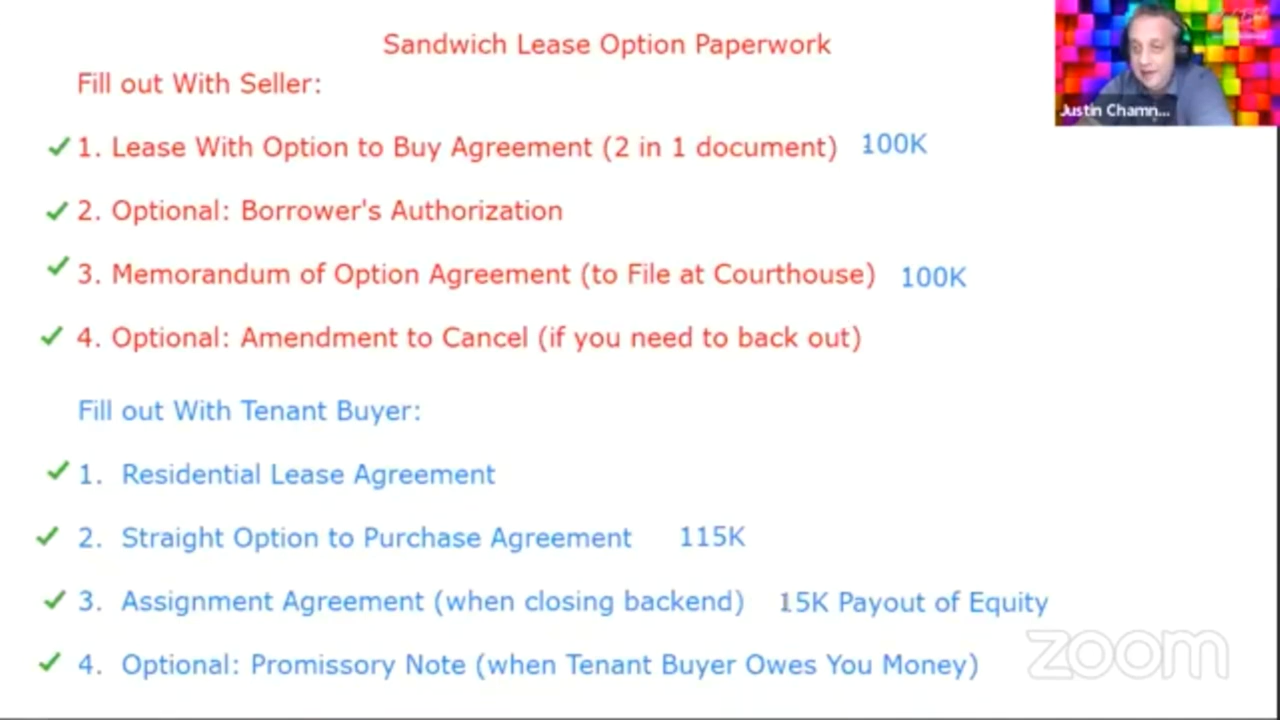 Sandwich Lease Option Paperwork
Fill out With Seller:
1. Lease With Option to Buy Agreement (2 in 1 document) 100K
2. Optional: Borrower's Authorization
3. Memorandum of Option Agreement (to File at Courthouse) 100K
4. Optional: Amendment to Cancel (if you need to back out)
Fill out With Tenant Buyer:
1. Residential Lease Agreement
2. Straight Option to Purchase Agreement 115K
3. Assignment Agreement (when closing backend) 15K Payout of Equity
4. Optional: Promissory Note (when Tenant Buyer Owes You Money)
Justin Chamn...
zoom